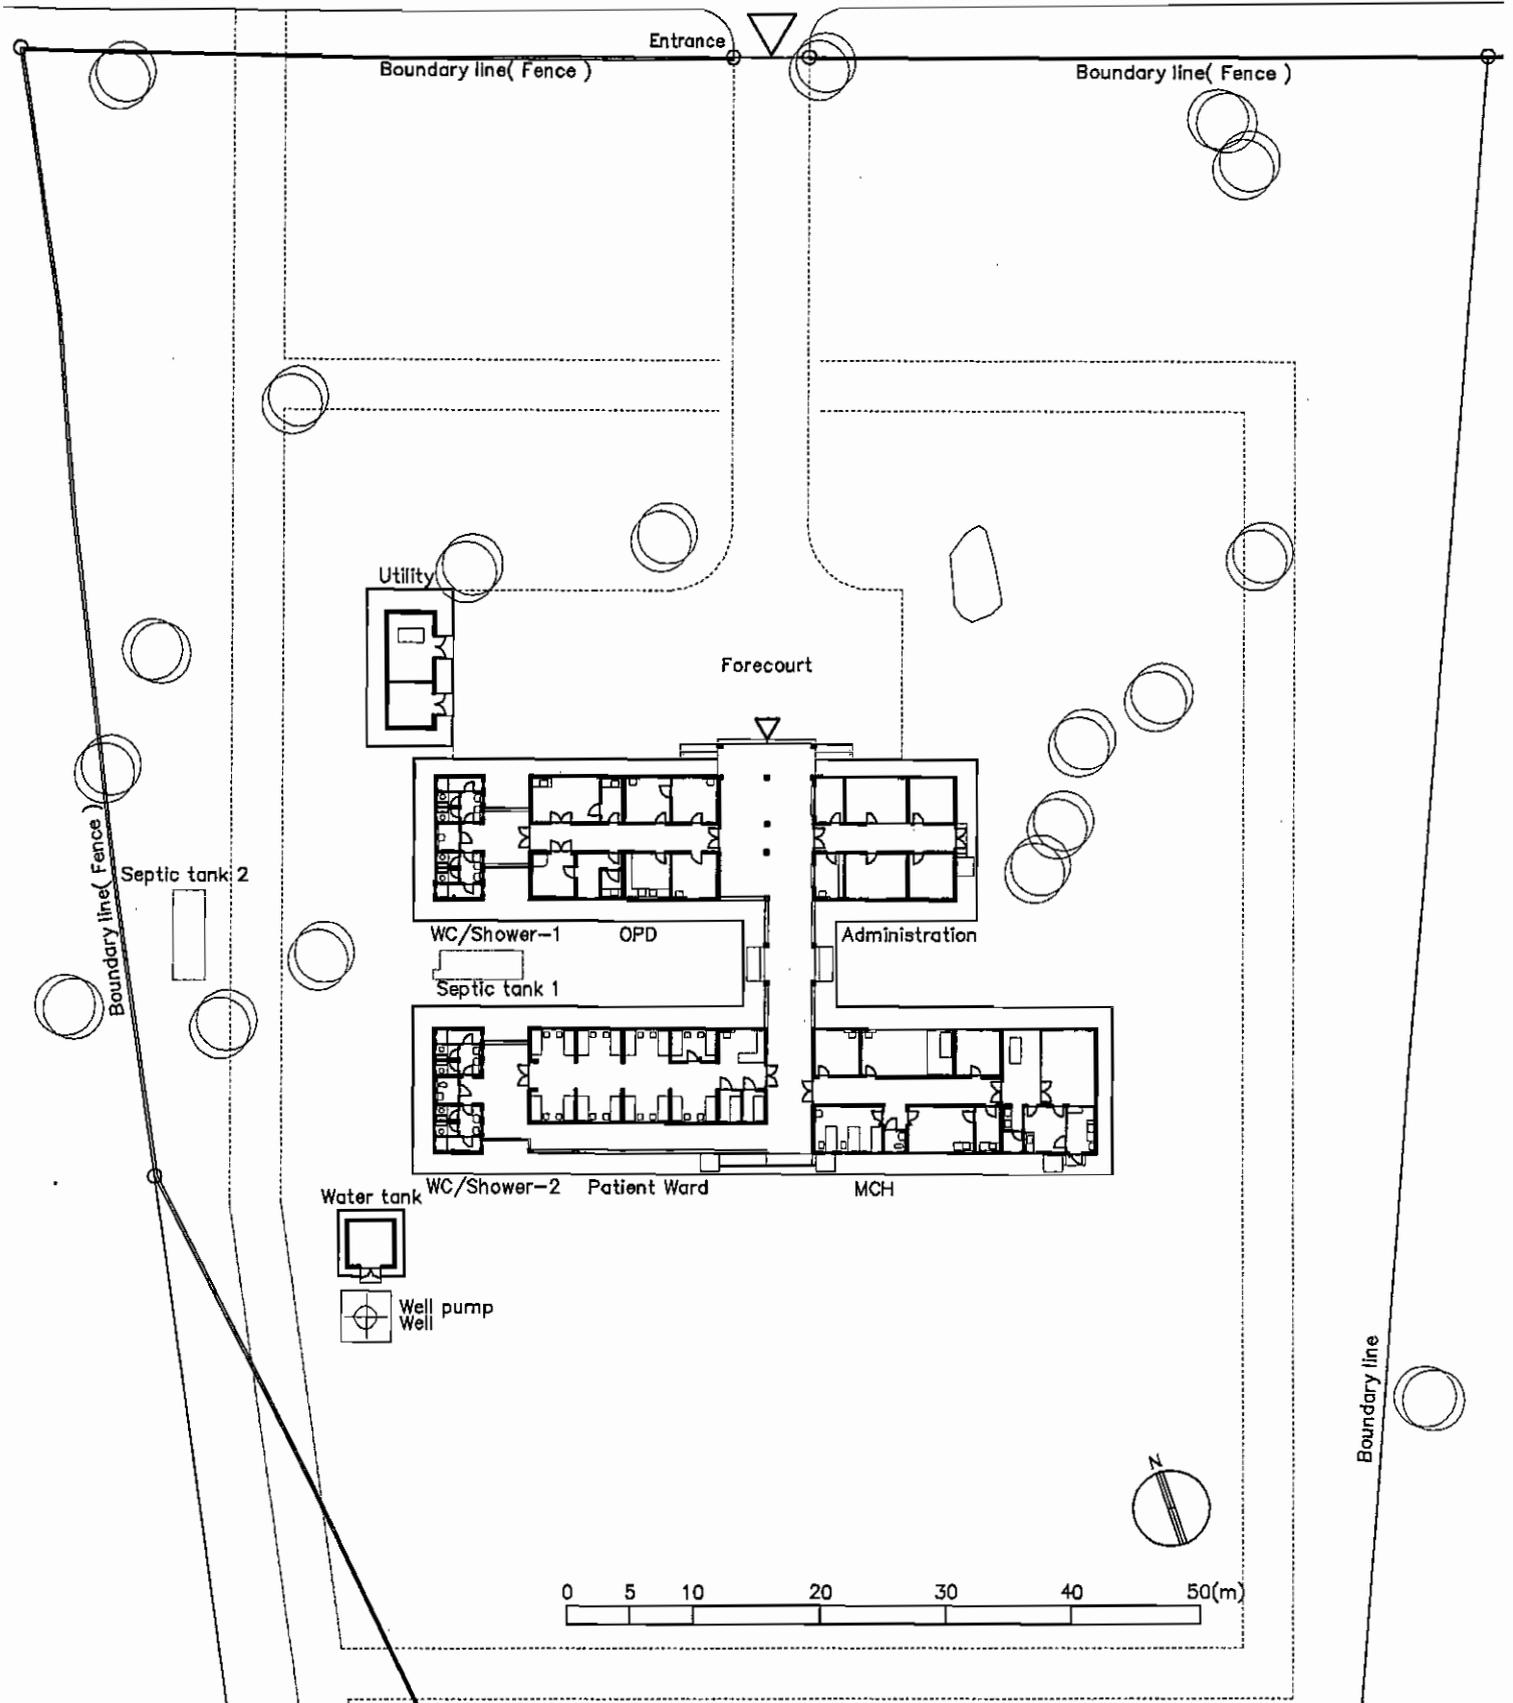 Entrance
Boundary line( Fence )
Boundary line( Fence )
Utility
Forecourt
Septic tank 2
Boundary line( Fence )
WC/Shower-1
OPD
Administration
Septic tank 1
WC/Shower-2
Patient Ward
MCH
Water tank
Well pump
Well
Boundary line
N
0 5 10 20 30 40 50(m)